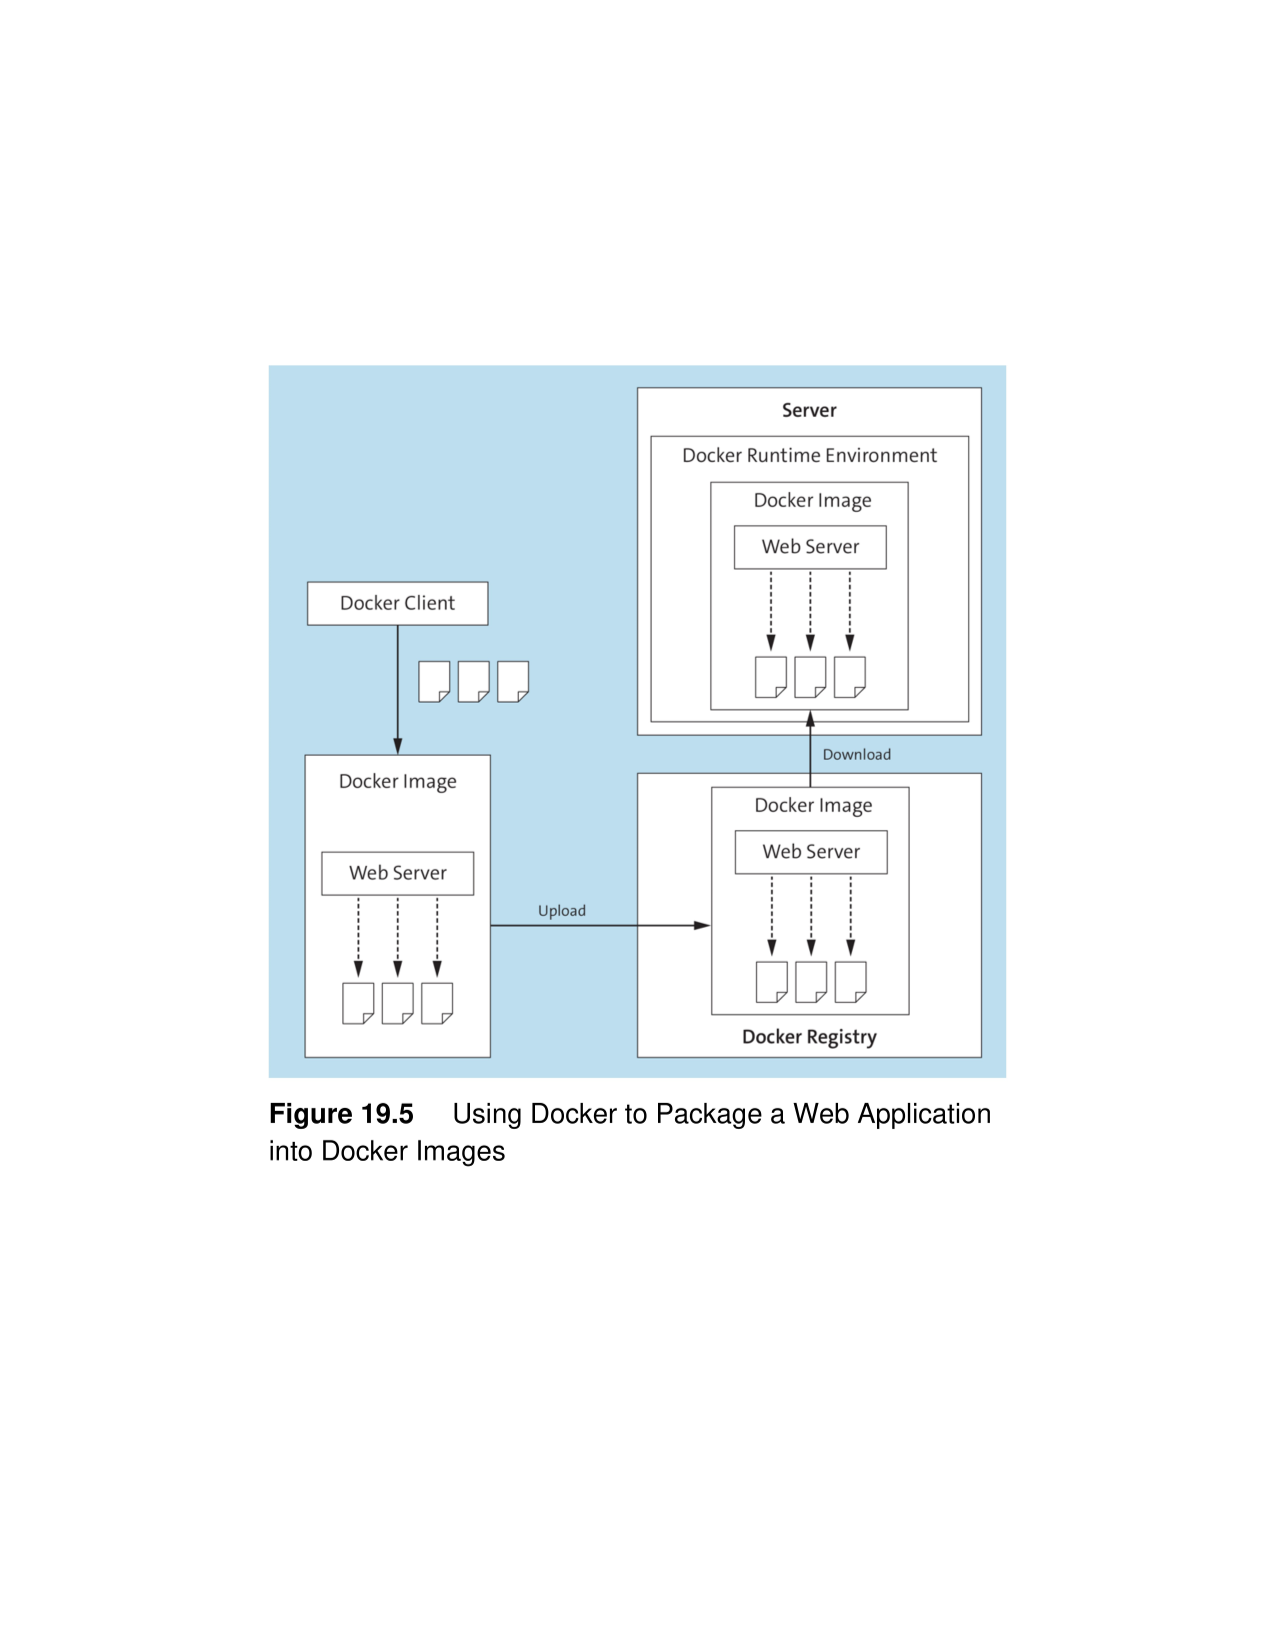 Server
Docker Runtime Environment
Docker Image
Web Server
Docker Client
Download
Docker Image
Web Server
Upload
Docker Image
Web Server
Docker Registry
Figure 19.5 Using Docker to Package a Web Application
into Docker Images